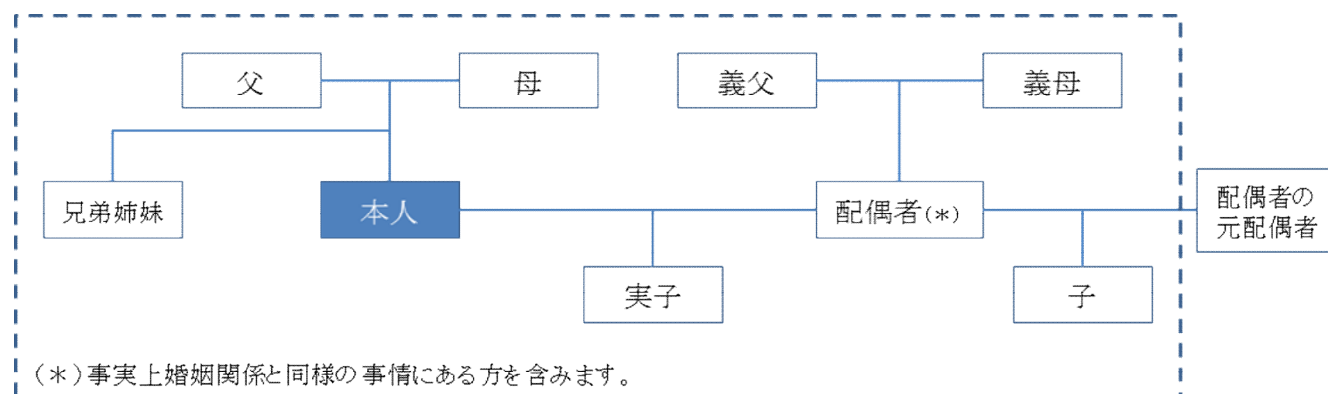 父
母
義父
義母
兄弟姉妹
本人
配偶者(*)
配偶者の
元配偶者
実子
子
(*)事実上婚姻関係と同様の事情にある方を含みます。